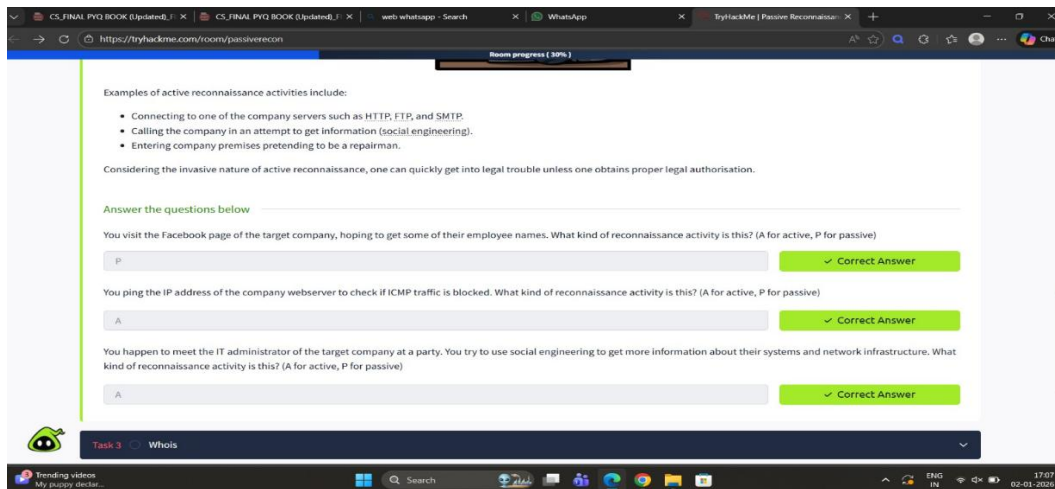 CS_FINAL PYQ BOOK (Updated)_F
CS_FINAL PYQ BOOK (Updated)_F
web whatsapp - Search
WhatsApp
TryHackMe | Passive Reconnaissan
https://tryhackme.com/room/passiverecon
Cha
Room progress ( 30% )
Examples of active reconnaissance activities include:
• Connecting to one of the company servers such as HTTP, FTP, and SMTP.
• Calling the company in an attempt to get information (social engineering).
• Entering company premises pretending to be a repairman.
Considering the invasive nature of active reconnaissance, one can quickly get into legal trouble unless one obtains proper legal authorisation.
Answer the questions below
You visit the Facebook page of the target company, hoping to get some of their employee names. What kind of reconnaissance activity is this? (A for active, P for passive)
P
✓ Correct Answer
You ping the IP address of the company webserver to check if ICMP traffic is blocked. What kind of reconnaissance activity is this? (A for active, P for passive)
A
✓ Correct Answer
You happen to meet the IT administrator of the target company at a party. You try to use social engineering to get more information about their systems and network infrastructure. What
kind of reconnaissance activity is this? (A for active, P for passive)
A
✓ Correct Answer
Task 3 Whois
Trending videos
My puppy declar...
Search
ENG
IN
17:07
02-01-2026